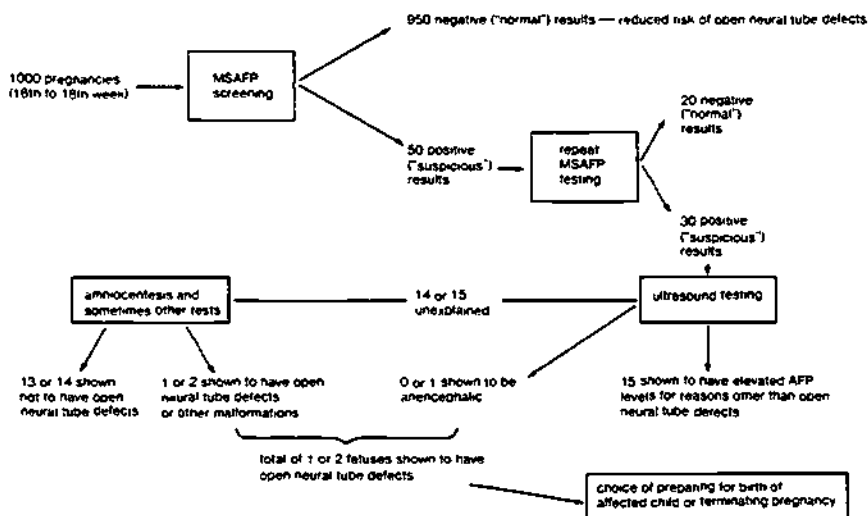 950 negative ("normal") results — reduced risk of open neural tube defects
1000 pregnancies
(16th to 18th week)
MSAFP
screening
20 negative
("normal")
results
50 positive
("suspicious")
results
repeat
MSAFP
testing
30 positive
("suspicious")
results
amniocentesis and
sometimes other tests
14 or 15
unexplained
ultrasound testing
13 or 14 shown
not to have open
neural tube defects
1 or 2 shown to have open
neural tube defects
or other malformations
0 or 1 shown to be
anencephalic
15 shown to have elevated AFP
levels for reasons other than open
neural tube defects
total of 1 or 2 fetuses shown to have
open neural tube defects
choice of preparing for birth of
affected child or terminating pregnancy